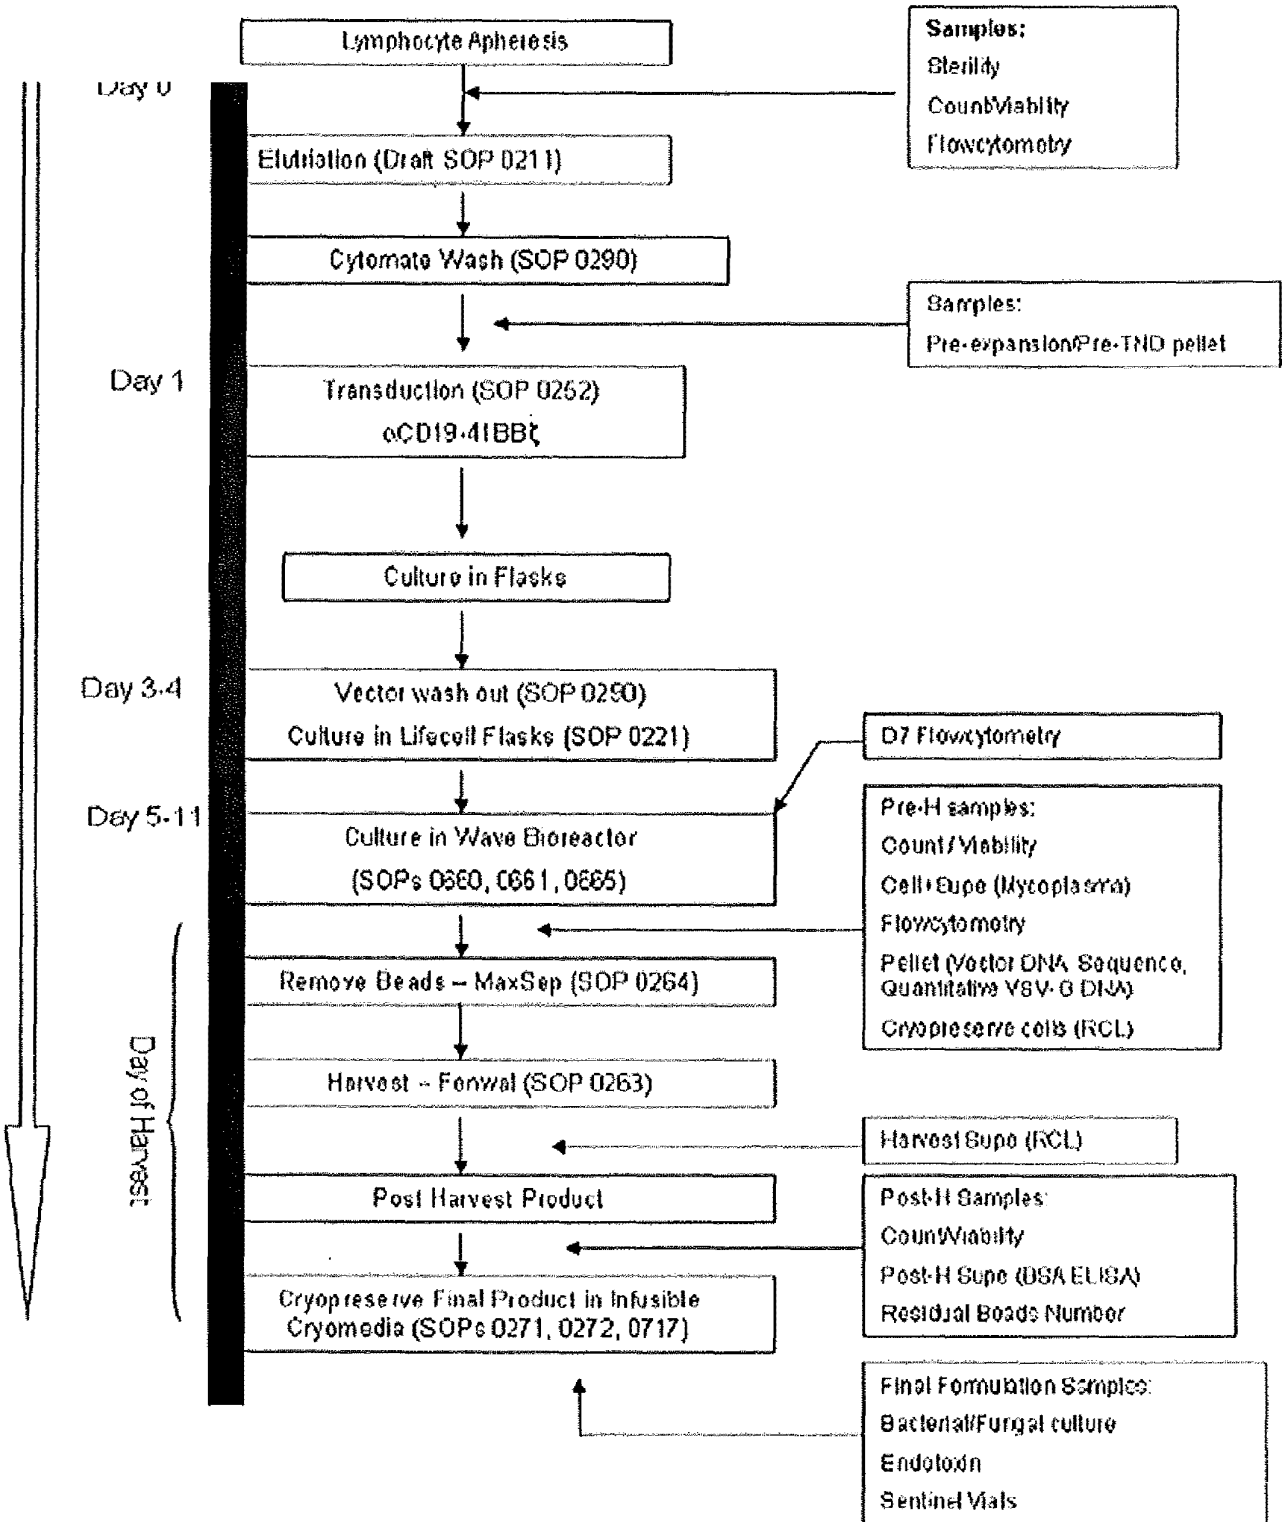 Lymphocyte Apheresis
Samples:
Sterility
Count/Viability
Flowcytometry
Day 0
Elutriation (Draft SOP 0211)
Cytomate Wash (SOP 0290)
Samples:
Pre-expansion/Pre-TND pellet
Day 1
Transduction (SOP 0252)
αCD19-41BBζ
Culture in Flasks
Day 3-4
Vector wash out (SOP 0290)
Culture in Lifecell Flasks (SOP 0221)
D7 Flowcytometry
Day 5-11
Culture in Wave Bioreactor
(SOPs 0660, 0661, 0665)
Pre-H samples:
Count / Viability
Cell+Supe (Mycoplasma)
Flowcytometry
Pellet (Vector DNA Sequence,
Quantitative VSV-G DNA)
Cryopreserve cells (RCL)
Day of Harvest
Remove Beads – MaxSep (SOP 0264)
Harvest – Fenwal (SOP 0263)
Harvest Supe (RCL)
Post Harvest Product
Post-H Samples:
Count/Viability
Post-H Supe (BSA ELISA)
Residual Beads Number
Cryopreserve Final Product in Infusible
Cryomedia (SOPs 0271, 0272, 0717)
Final Formulation Samples:
Bacterial/Fungal culture
Endotoxin
Sentinel Vials